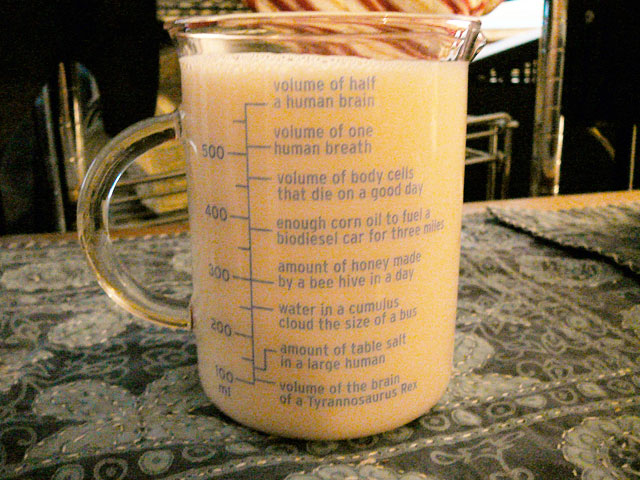 volume of half
a human brain
volume of one
human breath
500
volume of body cells
that die on a good day
400
enough corn oil to fuel a
biodiesel car for three miles
300
amount of honey made
by a bee hive in a day
water in a cumulus
cloud the size of a bus
200
amount of table salt
in a large human
100
ml
volume of the brain
of a Tyrannosaurus Rex